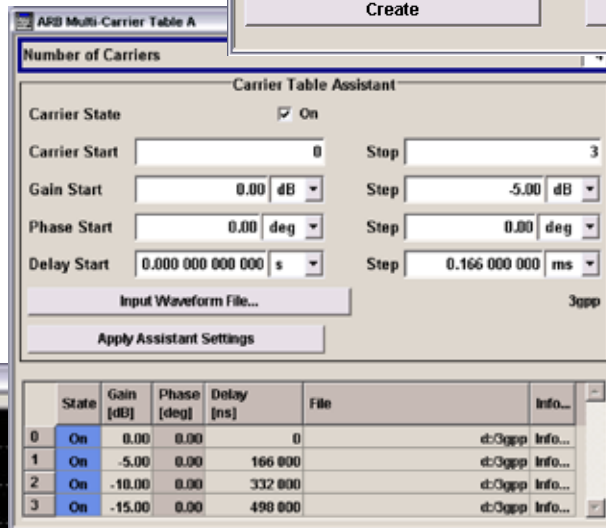 Create
ARB Multi-Carrier Table A
Number of Carriers 4
Carrier Table Assistant
Carrier State On
Carrier Start 0 Stop 3
Gain Start 0.00 dB Step -5.00 dB
Phase Start 0.00 deg Step 0.00 deg
Delay Start 0.000 000 000 000 s Step 0.166 000 000 ms
Input Waveform File... 3gpp
Apply Assistant Settings
State Gain [dB] Phase [deg] Delay [ns] File Info...
0 On 0.00 0.00 0 d:/3gpp Info...
1 On -5.00 0.00 166 000 d:/3gpp Info...
2 On -10.00 0.00 332 000 d:/3gpp Info...
3 On -15.00 0.00 498 000 d:/3gpp Info...